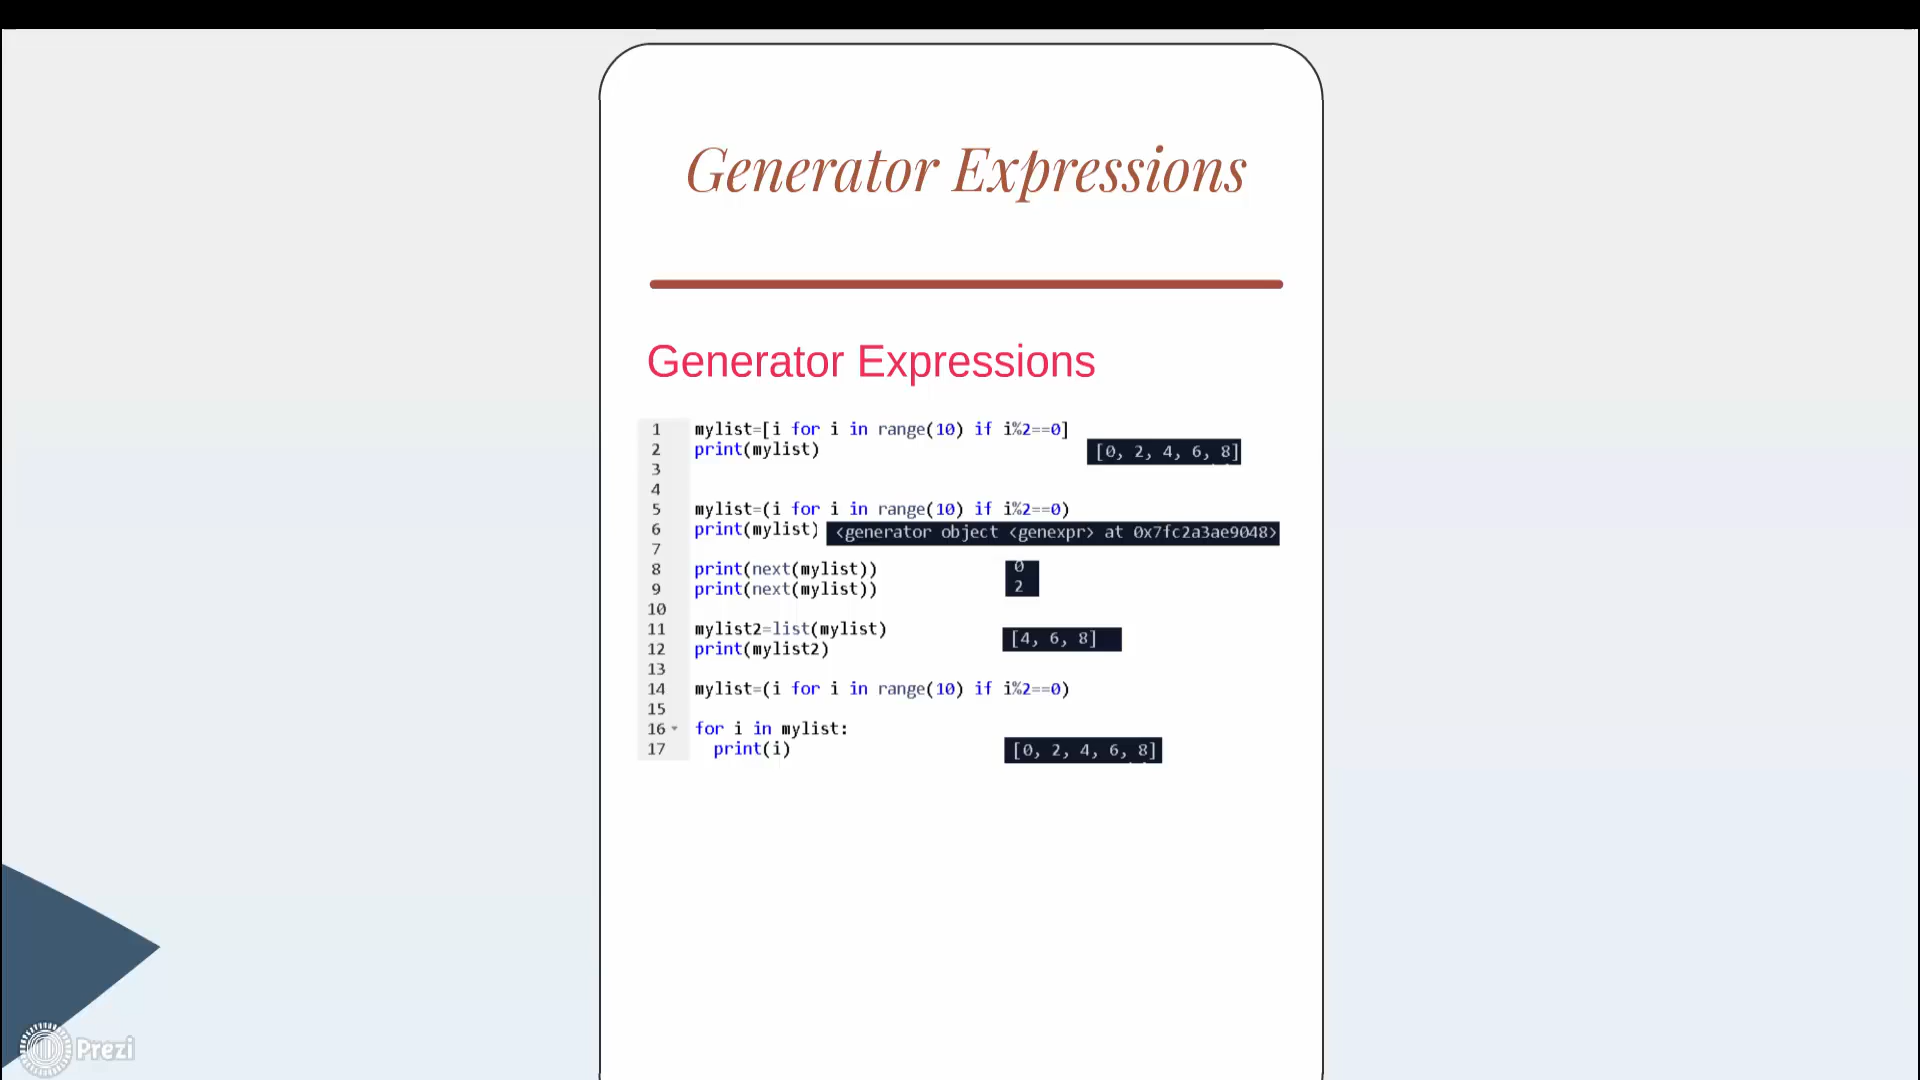 Generator Expressions
Generator Expressions
1 mylist=[i for i in range(10) if i%2==0]
2 print(mylist)
[0, 2, 4, 6, 8]
3
4
5 mylist=(i for i in range(10) if i%2==0)
6 print(mylist)
<generator object <genexpr> at 0x7fc2a3ae9048>
7
8 print(next(mylist))
0
9 print(next(mylist))
2
10
11 mylist2=list(mylist)
[4, 6, 8]
12 print(mylist2)
13
14 mylist=(i for i in range(10) if i%2==0)
15
16 for i in mylist:
17 print(i)
[0, 2, 4, 6, 8]
Prezi